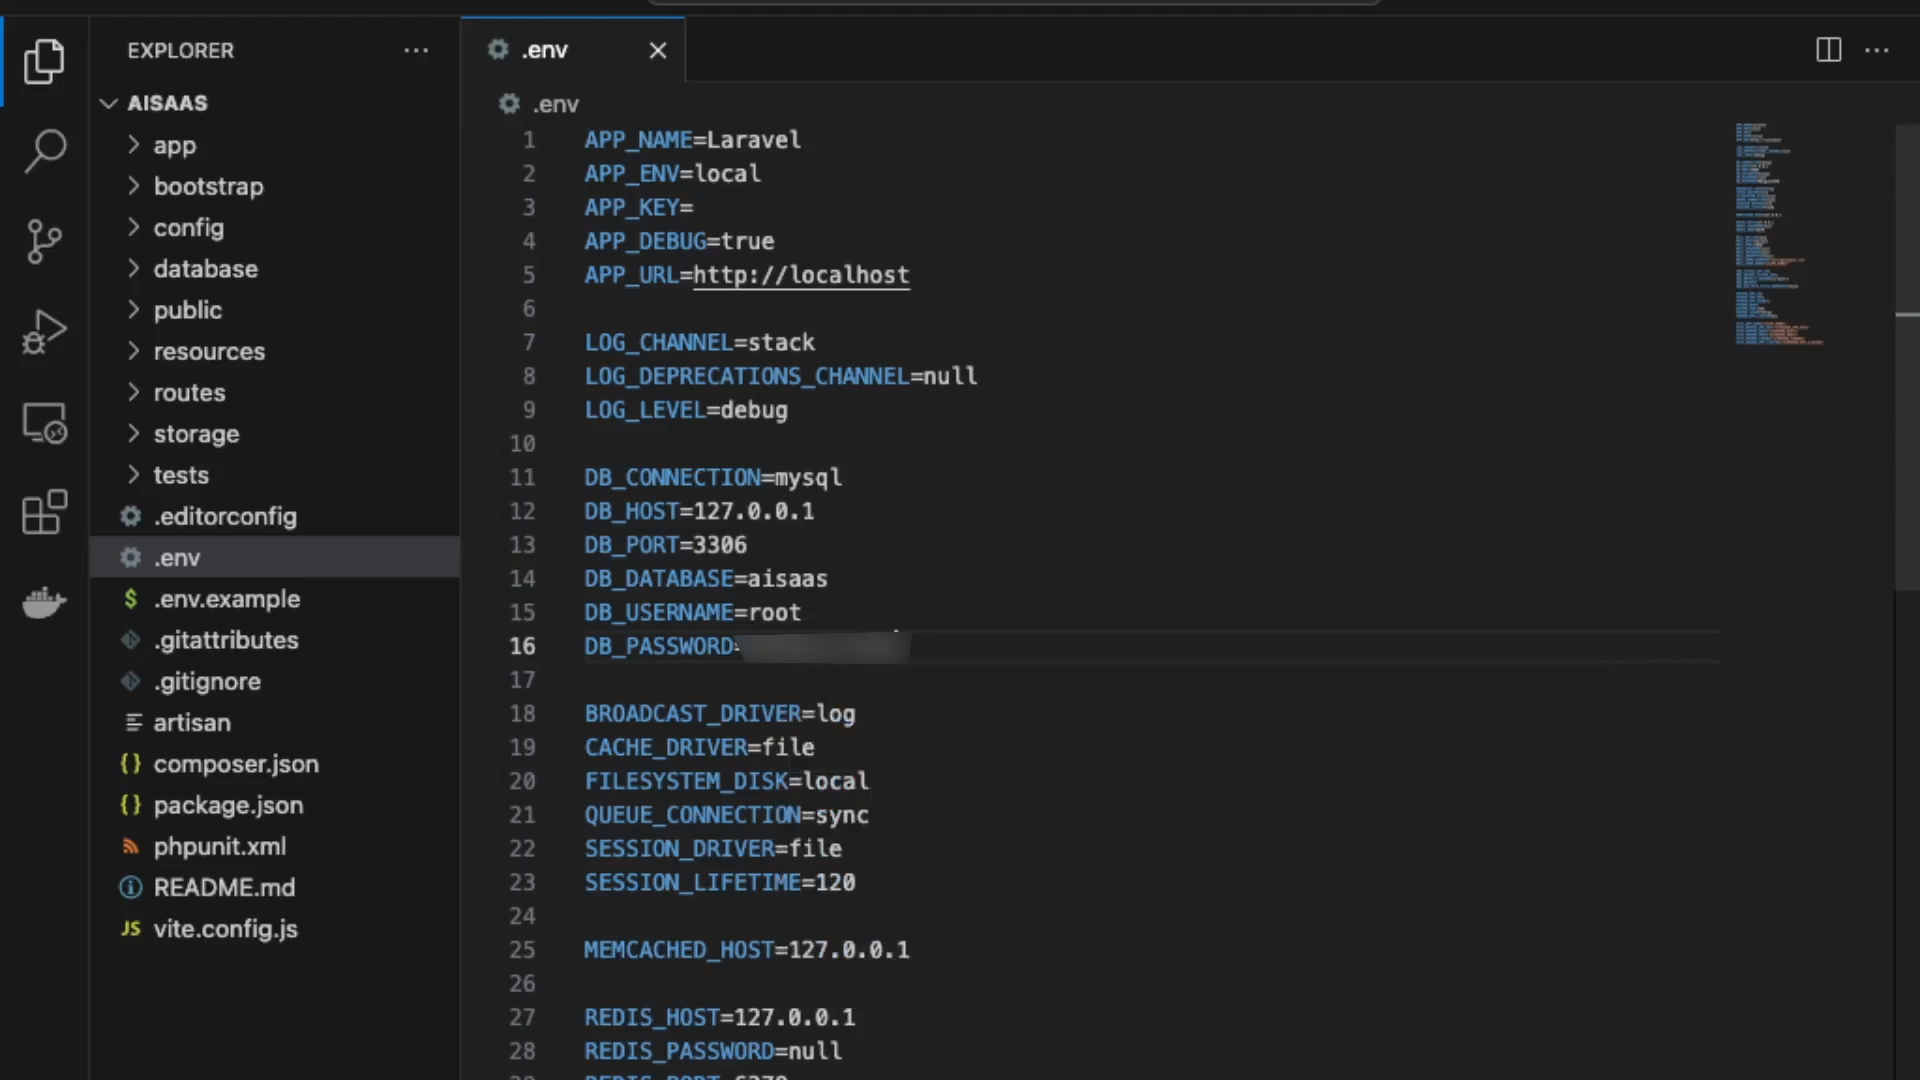 EXPLORER
AISAAS
app
bootstrap
config
database
public
resources
routes
storage
tests
.editorconfig
.env
.env.example
.gitattributes
.gitignore
artisan
composer.json
package.json
phpunit.xml
README.md
vite.config.js
.env
.env
1 APP_NAME=Laravel
2 APP_ENV=local
3 APP_KEY=
4 APP_DEBUG=true
5 APP_URL=http://localhost
6
7 LOG_CHANNEL=stack
8 LOG_DEPRECATIONS_CHANNEL=null
9 LOG_LEVEL=debug
10
11 DB_CONNECTION=mysql
12 DB_HOST=127.0.0.1
13 DB_PORT=3306
14 DB_DATABASE=aisaas
15 DB_USERNAME=root
16 DB_PASSWORD=
17
18 BROADCAST_DRIVER=log
19 CACHE_DRIVER=file
20 FILESYSTEM_DISK=local
21 QUEUE_CONNECTION=sync
22 SESSION_DRIVER=file
23 SESSION_LIFETIME=120
24
25 MEMCACHED_HOST=127.0.0.1
26
27 REDIS_HOST=127.0.0.1
28 REDIS_PASSWORD=null